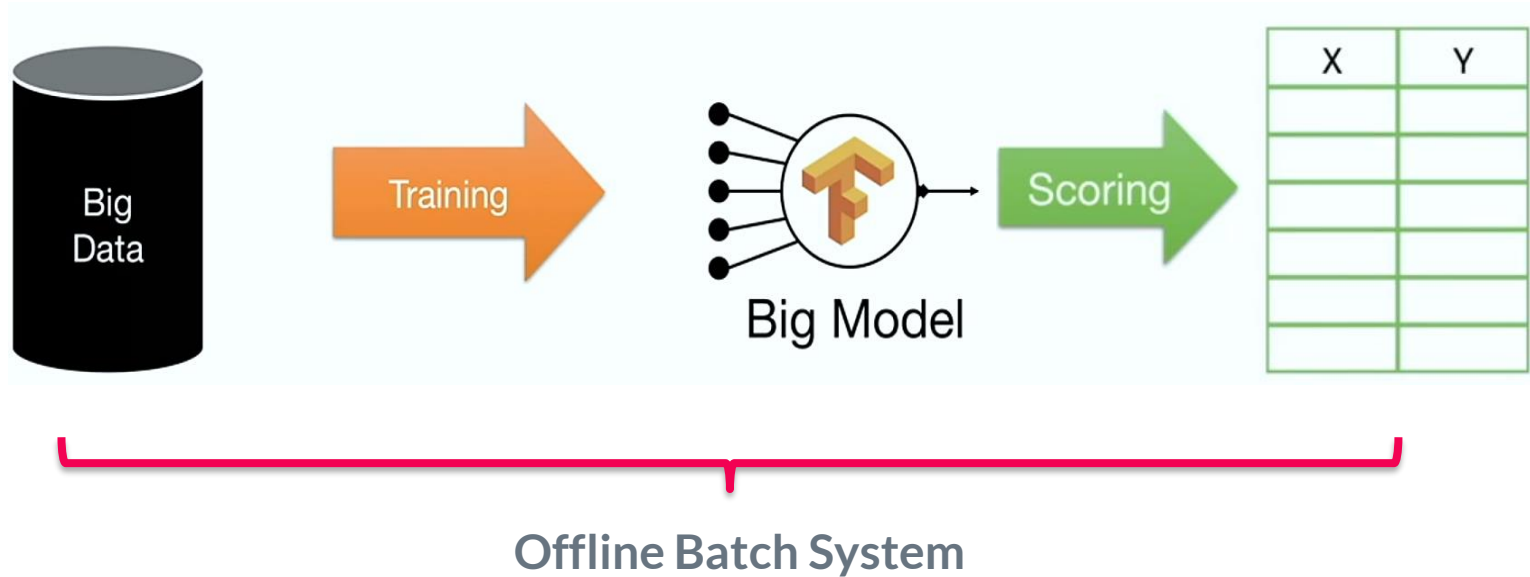 Big
Data
Training
Big Model
Scoring
X Y
Offline Batch System